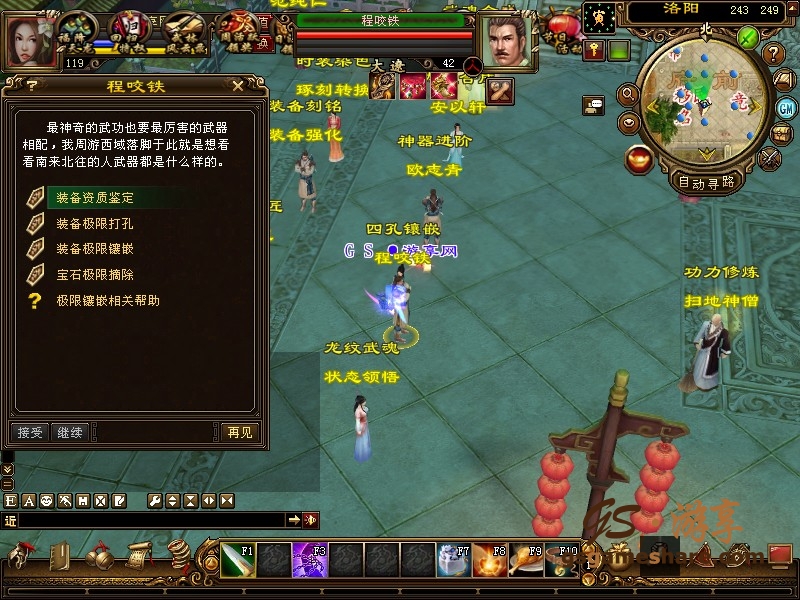 程咬铁
洛阳
243 249
北
119
大辽
42
CM
自动寻路
程咬铁
最神奇的武功也要最厉害的武器
相配，我周游西域落脚于此就是想看
看南来北往的人武器都是什么样的。
装备资质鉴定
装备极限打孔
装备极限镶嵌
宝石极限摘除
极限镶嵌相关帮助
接受
继续
再见
琢刻转换
装备刻铭
装备强化
匠
安以轩
神器进阶
欧志青
四孔镶嵌
GS 游享网
程咬铁
功力修炼
扫地神僧
龙纹武魂
状态领悟
近
F1
F3
F7
F8
F9
F10
GS游享